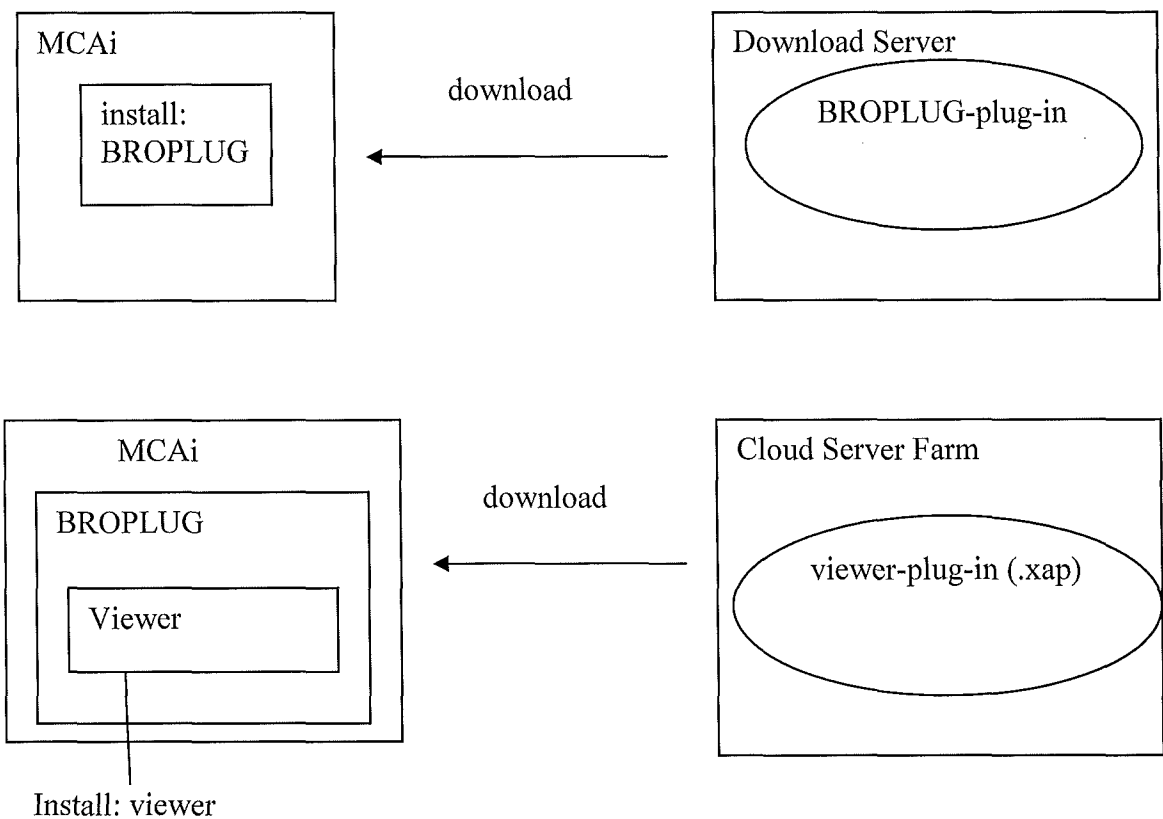 MCAi
install:
BROPLUG
download
Download Server
BROPLUG-plug-in
MCAi
BROPLUG
Viewer
Install: viewer
download
Cloud Server Farm
viewer-plug-in (.xap)